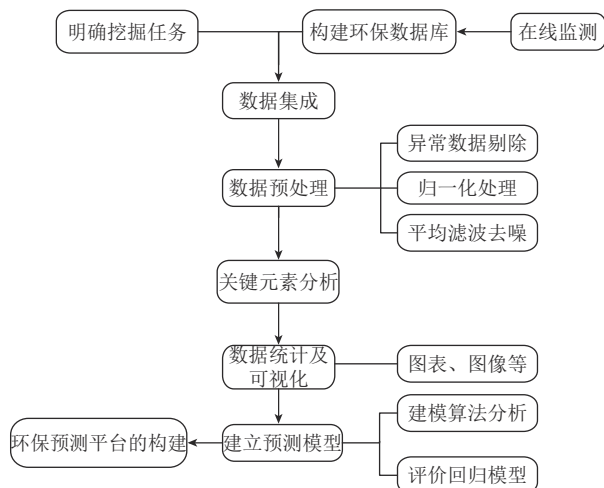 明确挖掘任务
构建环保数据库
在线监测
数据集成
异常数据剔除
数据预处理
归一化处理
平均滤波去噪
关键元素分析
数据统计及
可视化
图表、图像等
建模算法分析
环保预测平台的构建
建立预测模型
评价回归模型